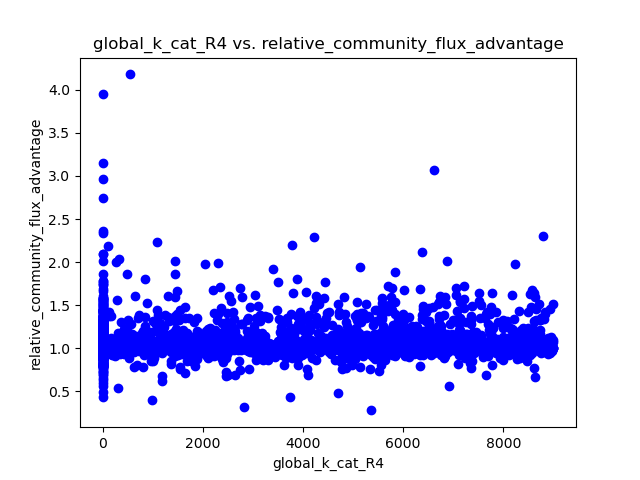 global_k_cat_R4 vs. relative_community_flux_advantage
relative_community_flux_advantage
4.0
3.5
3.0
2.5
2.0
1.5
1.0
0.5
0 2000 4000 6000 8000
global_k_cat_R4